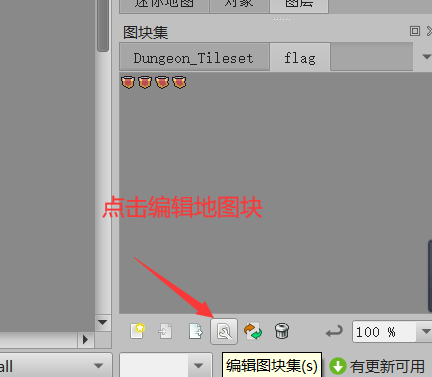 迷你地图 对象 图层
图块集
Dungeon_Tileset flag
点击编辑地图块
100 %
all
编辑图块集(s) 有更新可用